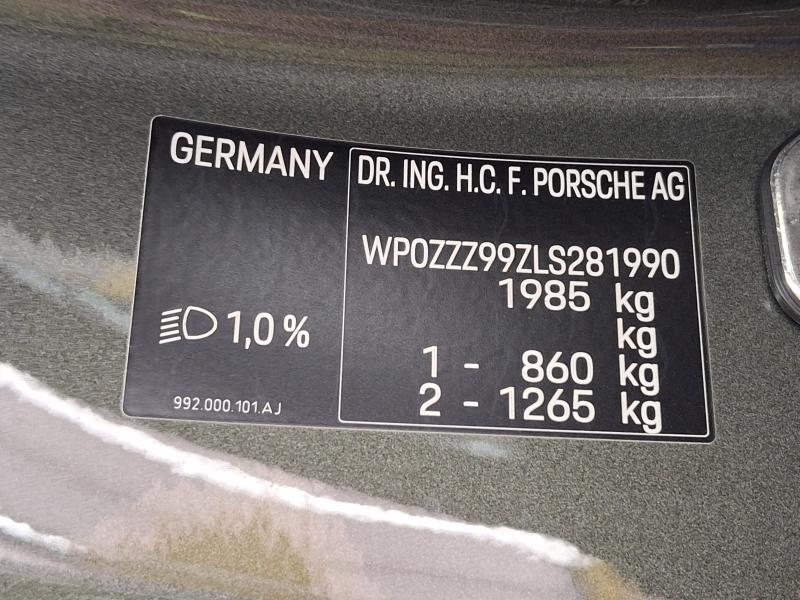 GERMANY
1,0 %
992.000.101.AJ
DR. ING. H.C. F. PORSCHE AG
WP0ZZZ99ZLS281990
1985 kg
kg
1 - 860 kg
2 - 1265 kg